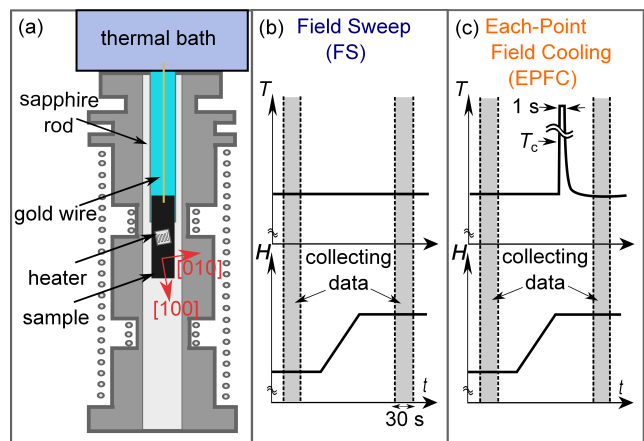 (a)
thermal bath
sapphire
rod
gold wire
heater
sample
[010]
[100]
(b) Field Sweep
(FS)
T
H
collecting
data
t
30 s
(c) Each-Point
Field Cooling
(EPFC)
T
1 s
Tc
H
collecting
data
t